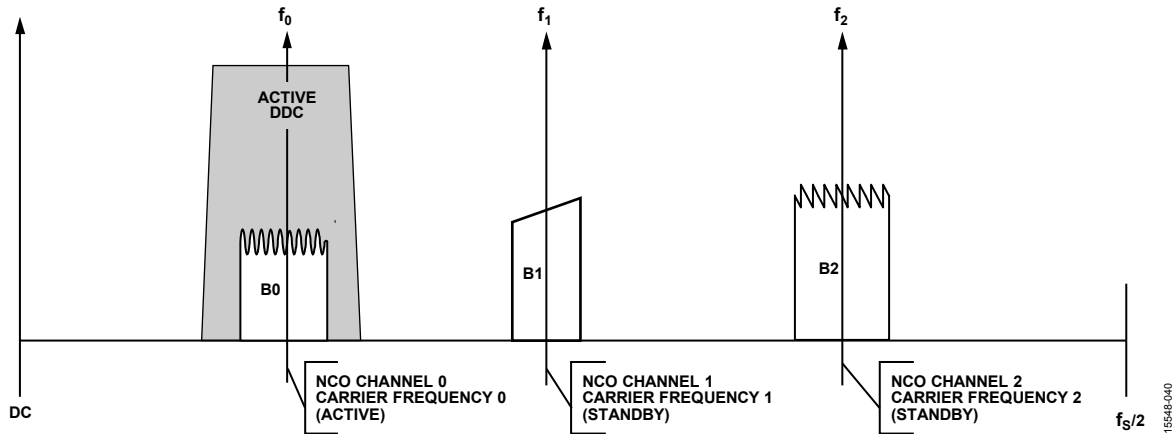 f0
f1
f2
ACTIVE
DDC
B0
B1
B2
NCO CHANNEL 0
CARRIER FREQUENCY 0
(ACTIVE)
NCO CHANNEL 1
CARRIER FREQUENCY 1
(STANDBY)
NCO CHANNEL 2
CARRIER FREQUENCY 2
(STANDBY)
DC
fS/2
15548-040